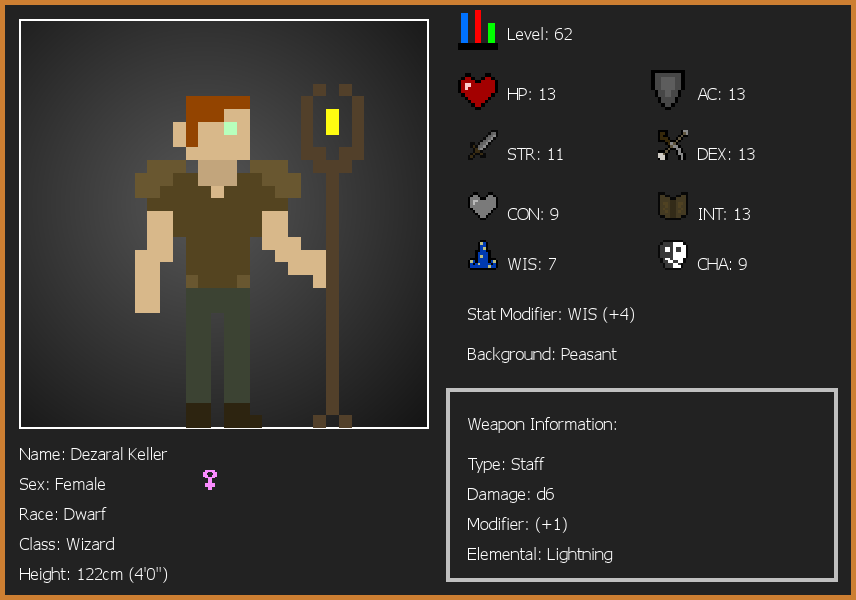 Level: 62
HP: 13
AC: 13
STR: 11
DEX: 13
CON: 9
INT: 13
WIS: 7
CHA: 9
Stat Modifier: WIS (+4)
Background: Peasant
Weapon Information:
Type: Staff
Damage: d6
Modifier: (+1)
Elemental: Lightning
Name: Dezaral Keller
Sex: Female
Race: Dwarf
Class: Wizard
Height: 122cm (4'0")